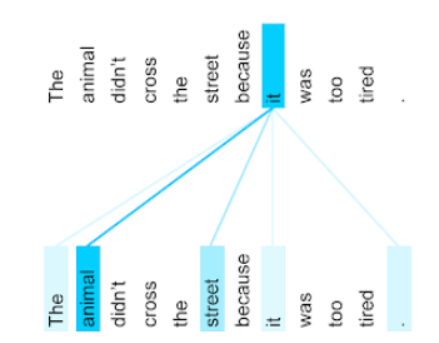 The animal didn't cross the street because it was too tired .
The animal didn't cross the street because it was too tired .